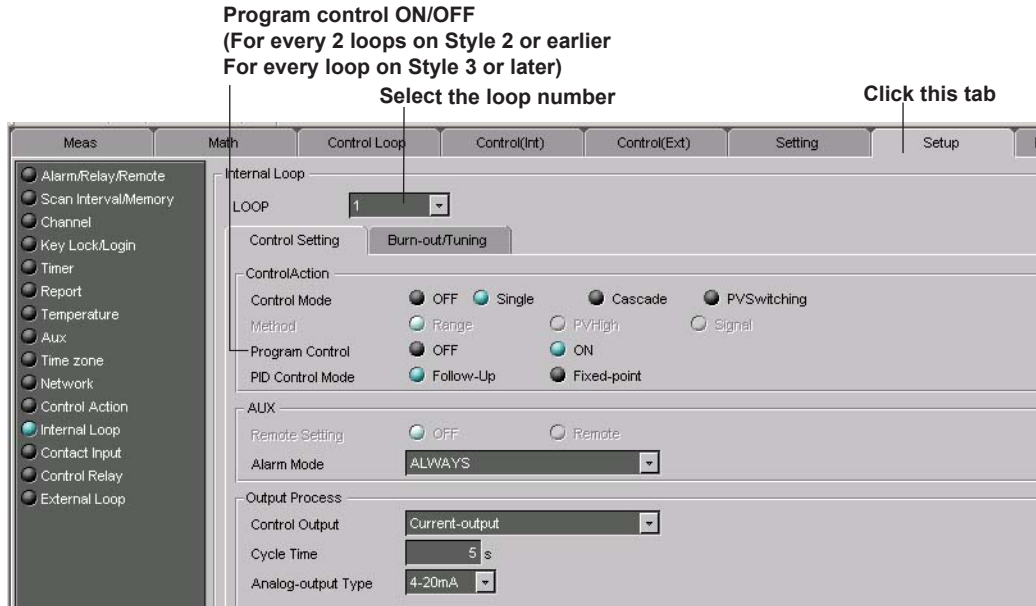 Program control ON/OFF
(For every 2 loops on Style 2 or earlier
For every loop on Style 3 or later)
Select the loop number
Click this tab
Meas Math Control Loop Control(Int) Control(Ext) Setting Setup
Alarm/Relay/Remote
Scan Interval/Memory
Channel
Key Lock/Login
Timer
Report
Temperature
Aux
Time zone
Network
Control Action
Internal Loop
Contact Input
Control Relay
External Loop
Internal Loop
LOOP 1
Control Setting Burn-out/Tuning
ControlAction
Control Mode OFF Single Cascade PVSwitching
Method Range PVHigh Signal
Program Control OFF ON
PID Control Mode Follow-Up Fixed-point
AUX
Remote Setting OFF Remote
Alarm Mode ALWAYS
Output Process
Control Output Current-output
Cycle Time 5 s
Analog-output Type 4-20mA